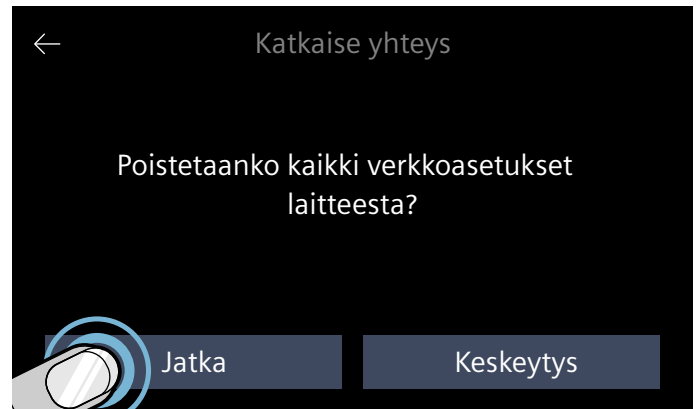 Katkaise yhteys
Poistetaanko kaikki verkkoasetukset
laitteesta?
Jatka
Keskeytys